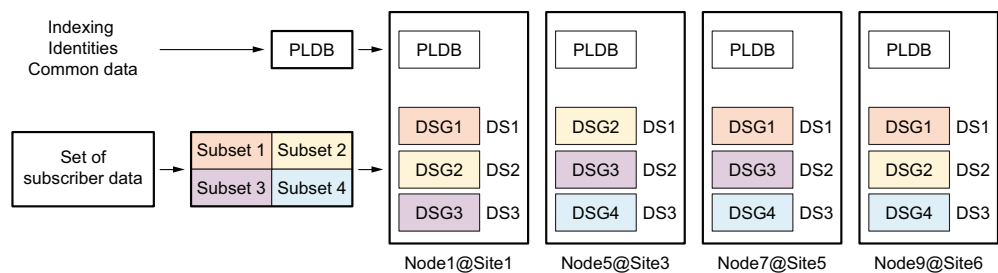 Indexing
Identities
Common data
PLDB
PLDB
PLDB
PLDB
PLDB
Set of
subscriber data
Subset 1 Subset 2
Subset 3 Subset 4
DSG1 DS1
DSG2 DS2
DSG3 DS3
DSG2 DS1
DSG3 DS2
DSG4 DS3
DSG1 DS1
DSG3 DS2
DSG4 DS3
DSG1 DS1
DSG2 DS2
DSG4 DS3
Node1@Site1
Node5@Site3
Node7@Site5
Node9@Site6